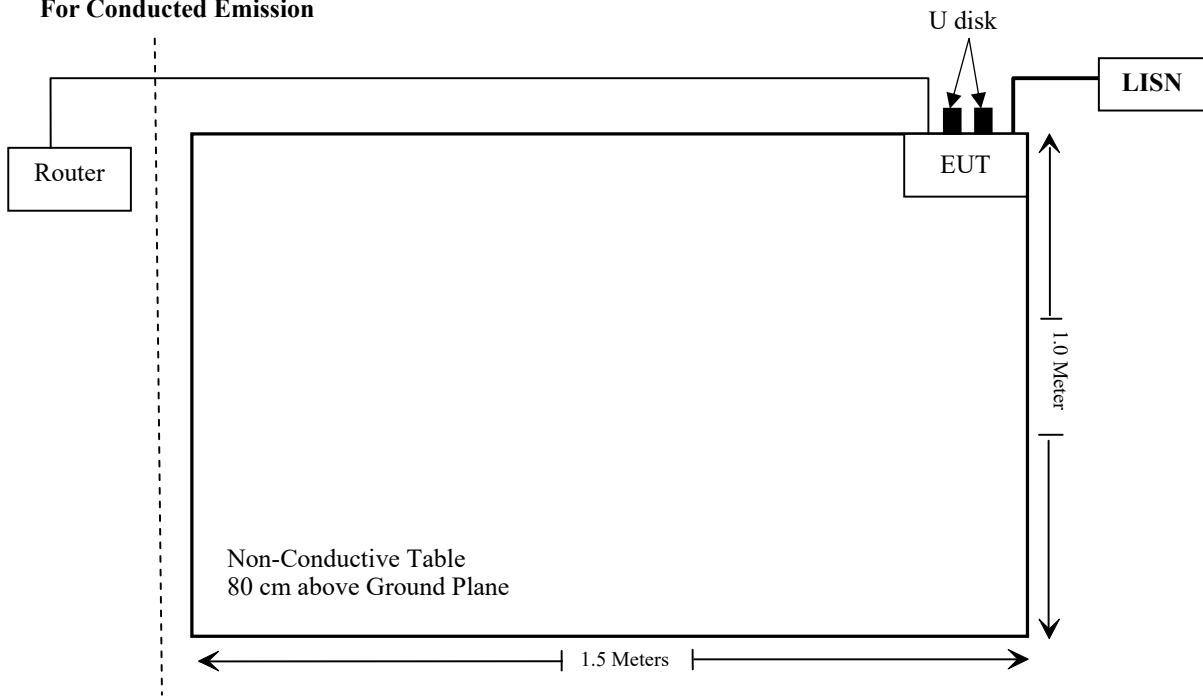 For Conducted Emission
U disk
LISN
Router
EUT
1.0 Meter
Non-Conductive Table
80 cm above Ground Plane
1.5 Meters